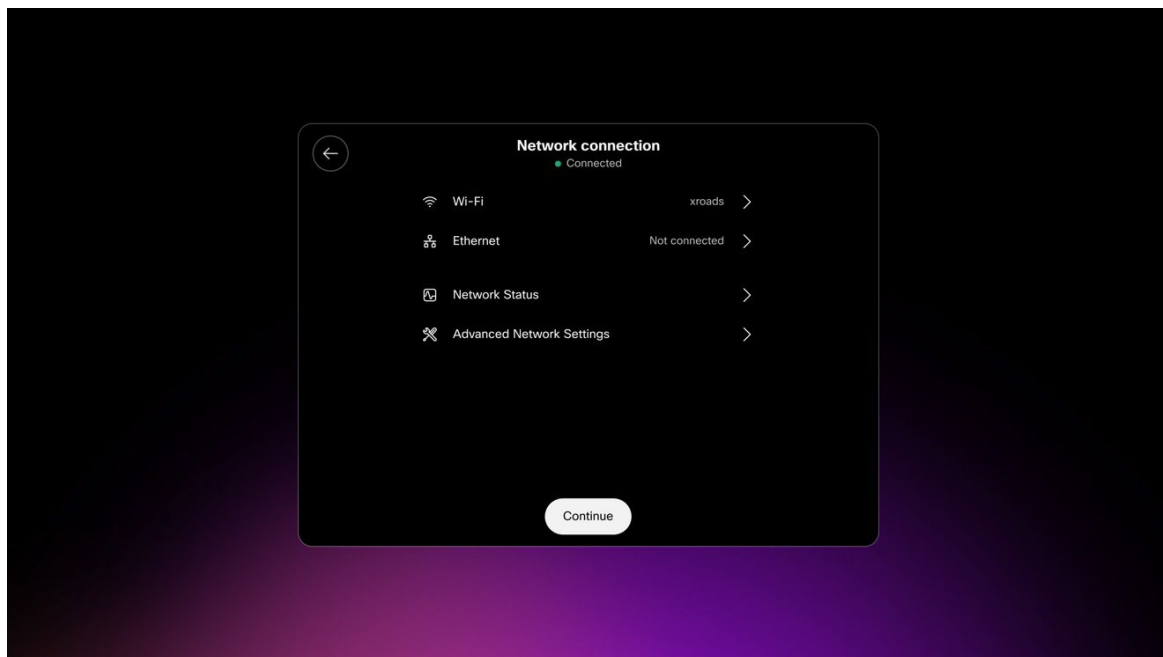 Network connection
Connected
Wi-Fi xroads
Ethernet Not connected
Network Status
Advanced Network Settings
Continue